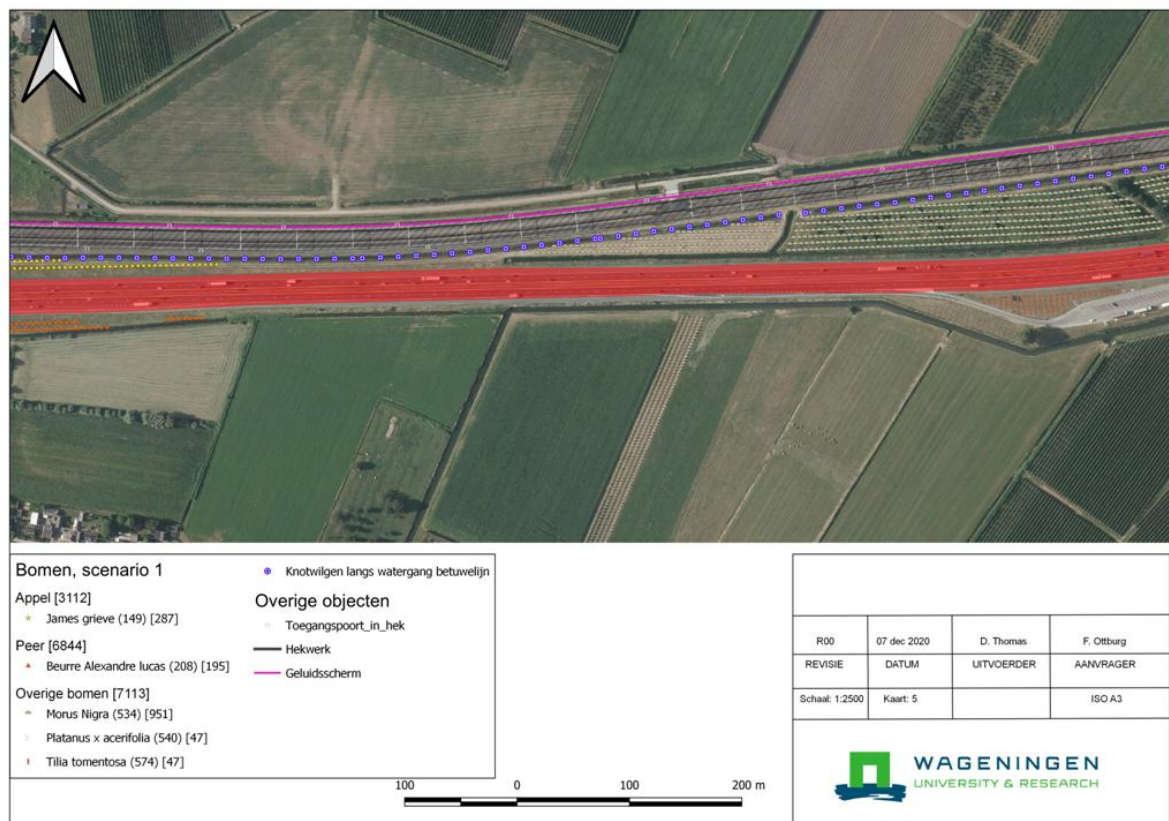 Bomen, scenario 1
Appel [3112]
James grieve (149) [287]
Peer [6844]
Beurre Alexandre lucas (208) [195]
Overige bomen [7113]
Morus Nigra (534) [951]
Platanus x acerifolia (540) [47]
Tilia tomentosa (574) [47]
Knotwilgen langs watergang betuwelijn
Overige objecten
Toegangspoort_in_hek
Hekwerk
Geluidsscherm
100 0 100 200 m
R00 07 dec 2020 D. Thomas F. Ottburg
REVISIE DATUM UITVOERDER AANVRAGER
Schaal: 1:2500 Kaart: 5 ISO A3
WAGENINGEN
UNIVERSITY & RESEARCH